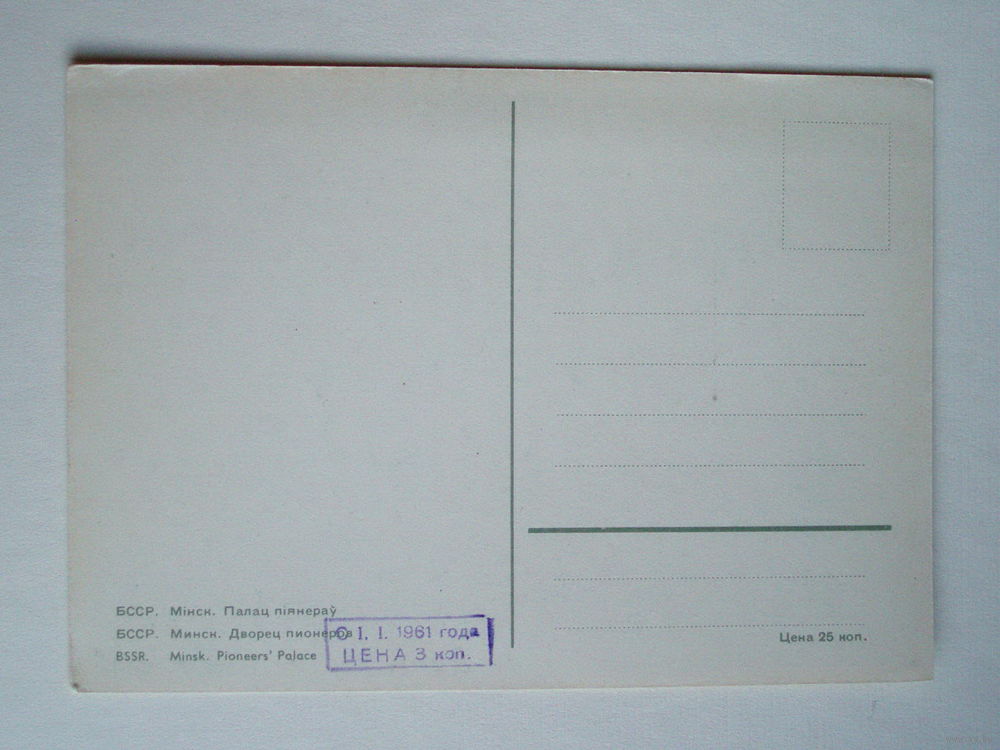 БССР. Мінск. Палац піянераў
БССР. Минск. Дворец пионеров
BSSR. Minsk. Pioneers' Palace
С I. I. 1961 года
ЦЕНА 3 коп.
Цена 25 коп.